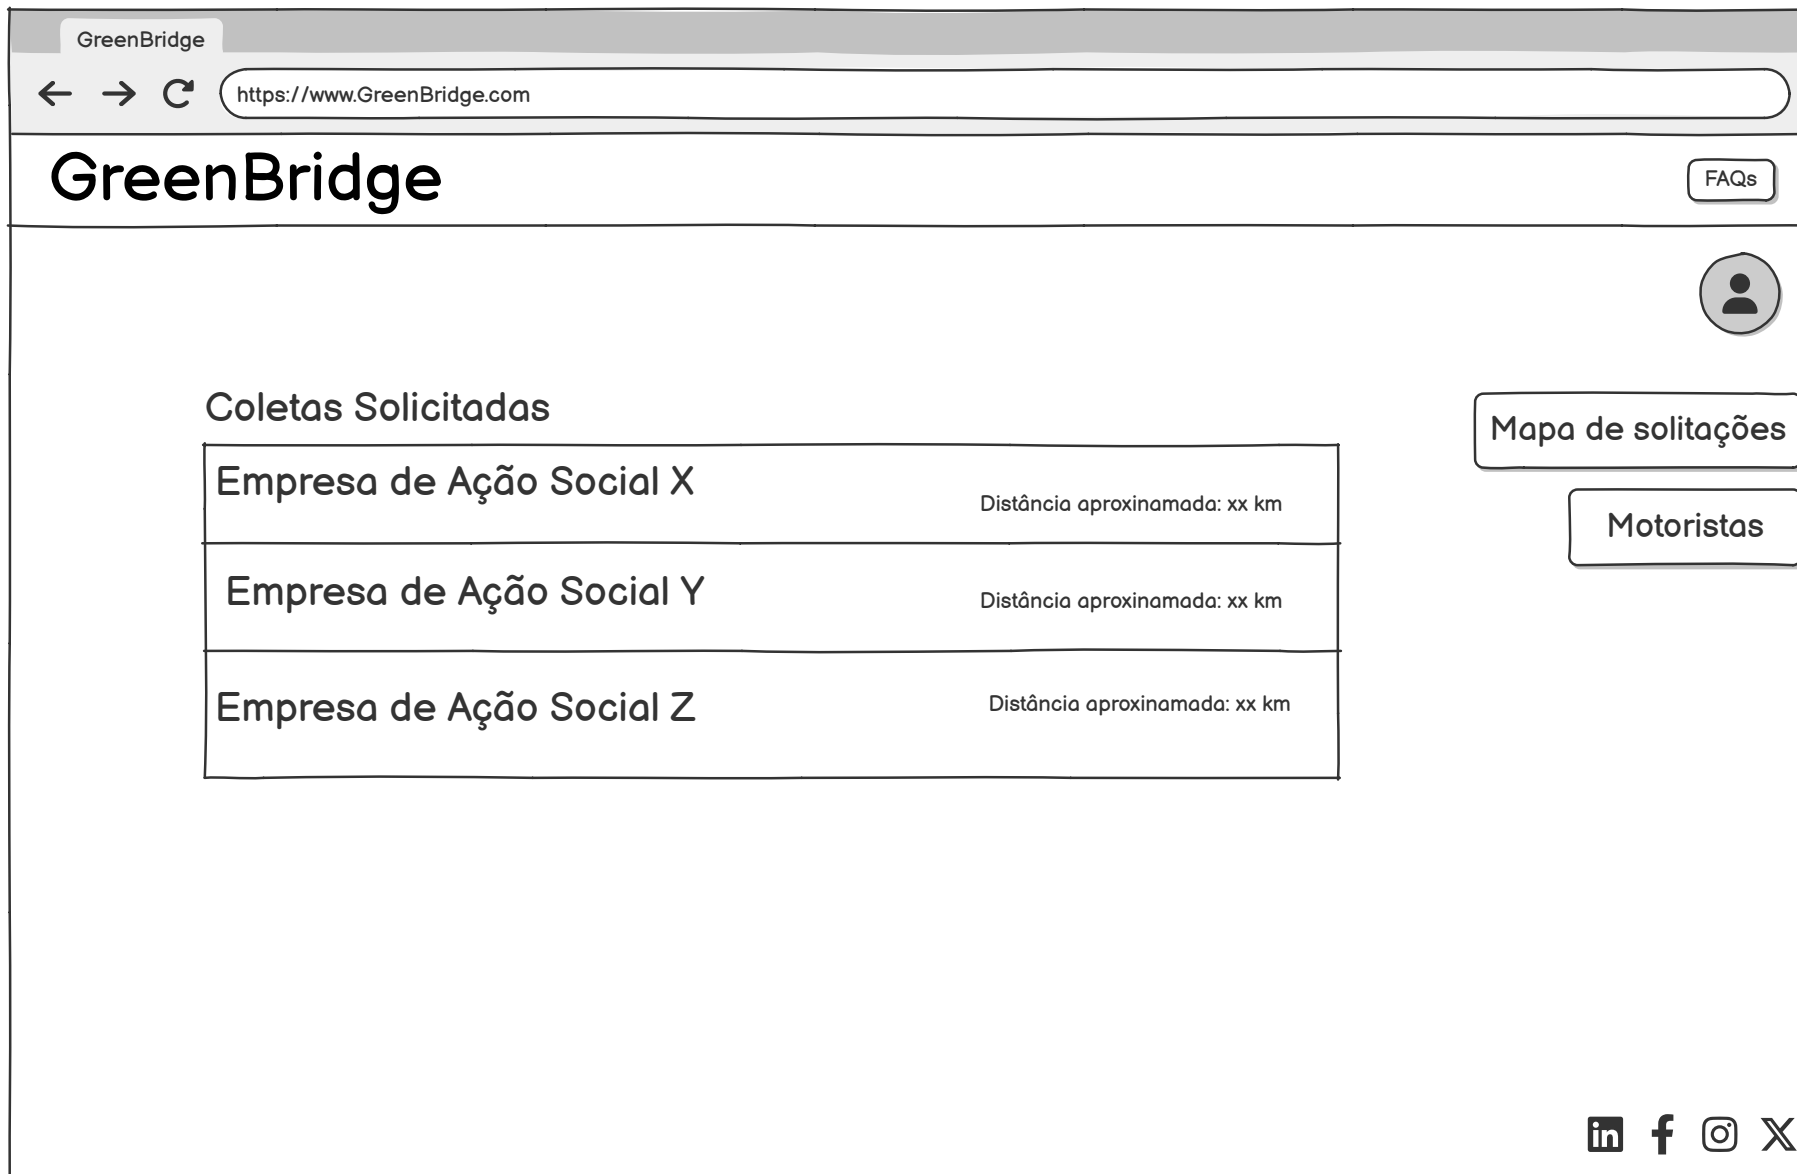 GreenBridge
https://www.GreenBridge.com
GreenBridge
FAQs
Coletas Solicitadas
Mapa de solitações
Empresa de Ação Social X
Distância aproxinamada: xx km
Motoristas
Empresa de Ação Social Y
Distância aproxinamada: xx km
Empresa de Ação Social Z
Distância aproxinamada: xx km